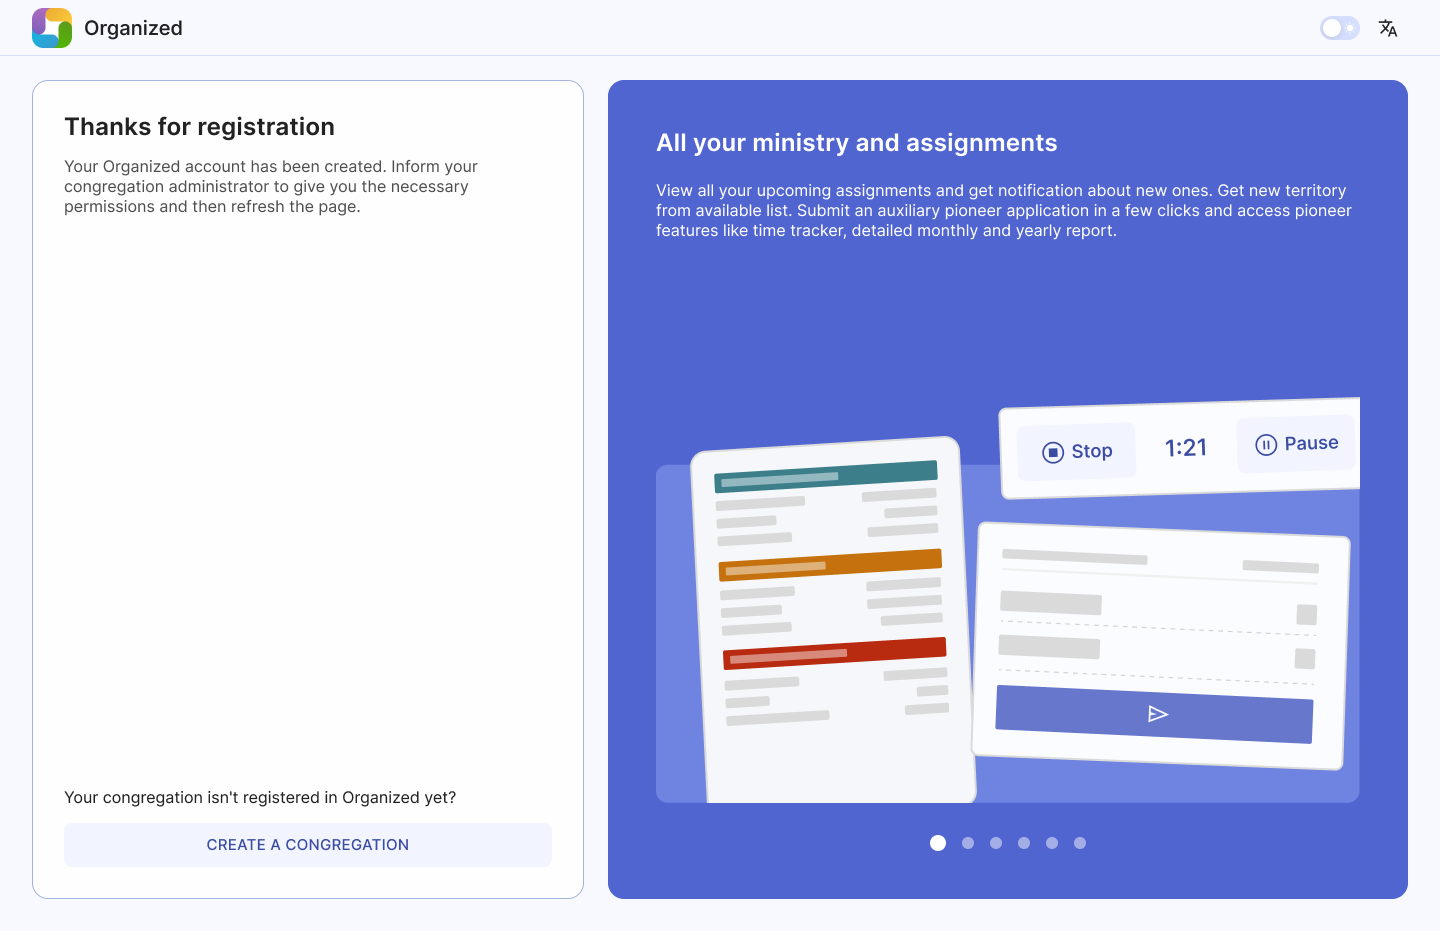 Organized
Thanks for registration
Your Organized account has been created. Inform your
congregation administrator to give you the necessary
permissions and then refresh the page.
Your congregation isn't registered in Organized yet?
CREATE A CONGREGATION
All your ministry and assignments
View all your upcoming assignments and get notification about new ones. Get new territory
from available list. Submit an auxiliary pioneer application in a few clicks and access pioneer
features like time tracker, detailed monthly and yearly report.
Stop 1:21 Pause